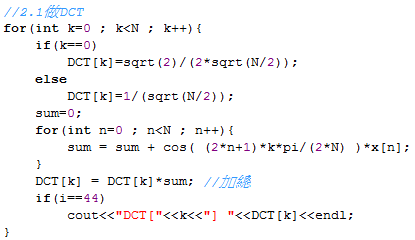 //2.1做DCT
for(int k=0 ; k<N ; k++){
if(k==0)
DCT[k]=sqrt(2)/(2*sqrt(N/2));
else
DCT[k]=1/(sqrt(N/2));
sum=0;
for(int n=0 ; n<N ; n++){
sum = sum + cos( (2*n+1)*k*pi/(2*N) )*x[n];
}
DCT[k] = DCT[k]*sum; //加總
if(i==44)
cout<<"DCT["<<k<<"] "<<DCT[k]<<endl;
}